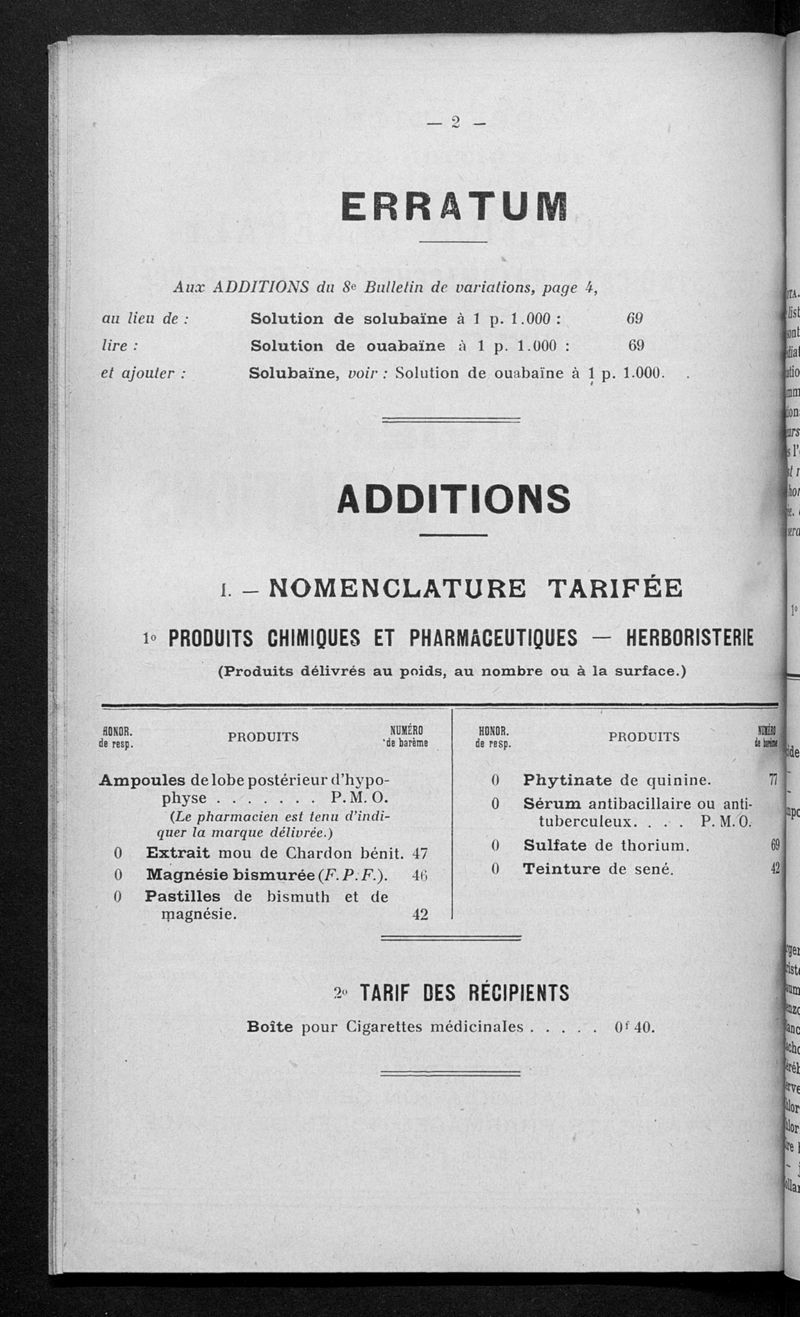 — 2 —
ERRATUM
Aux ADDITIONS du 8e Bulletin de variations, page 4,
au lieu de : Solution de solubaïne à 1 p. 1.000 : 69
lire : Solution de ouabaïne à 1 p. 1.000 : 69
et ajouter : Solubaïne, voir : Solution de ouabaïne à 1 p. 1.000.
ADDITIONS
I. — NOMENCLATURE TARIFÉE
1o PRODUITS CHIMIQUES ET PHARMACEUTIQUES — HERBORISTERIE
(Produits délivrés au poids, au nombre ou à la surface.)
HONOR. de resp. PRODUITS NUMÉRO de barème
Ampoules de lobe postérieur d'hypo-
physe . . . . . . . P. M. O.
(Le pharmacien est tenu d'indi-
quer la marque délivrée.)
0 Extrait mou de Chardon bénit. 47
0 Magnésie bismurée (F. P. F.). 46
0 Pastilles de bismuth et de
magnésie. 42
HONOR. de resp. PRODUITS NUMÉRO de barème
0 Phytinate de quinine. 77
0 Sérum antibacillaire ou anti-
tuberculeux. . . . P. M. O.
0 Sulfate de thorium. 69
0 Teinture de sené. 42
2o TARIF DES RÉCIPIENTS
Boîte pour Cigarettes médicinales . . . . . 0f 40.